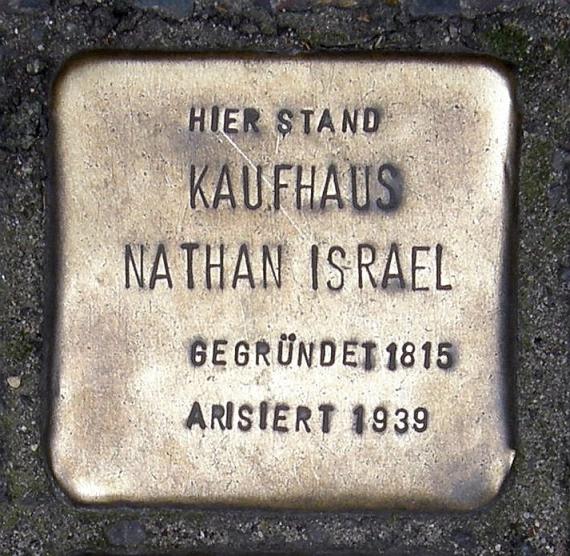 HIER STAND
KAUFHAUS
NATHAN ISRAEL
GEGRÜNDET 1815
ARISIERT 1939